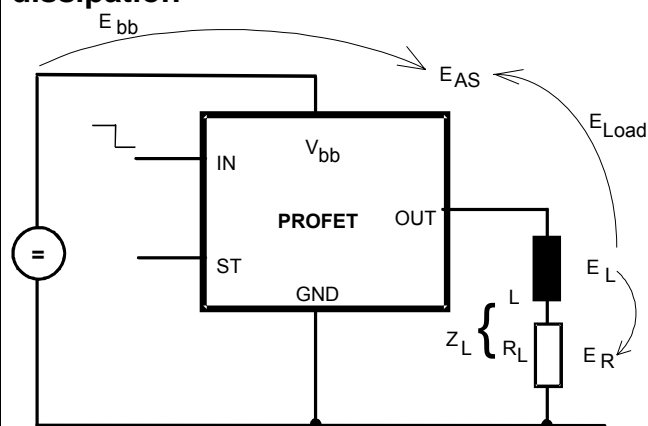 dissipation
E bb
E AS
E Load
V bb
IN
PROFET
OUT
=
ST
GND
E L
L
Z L { R L
E R